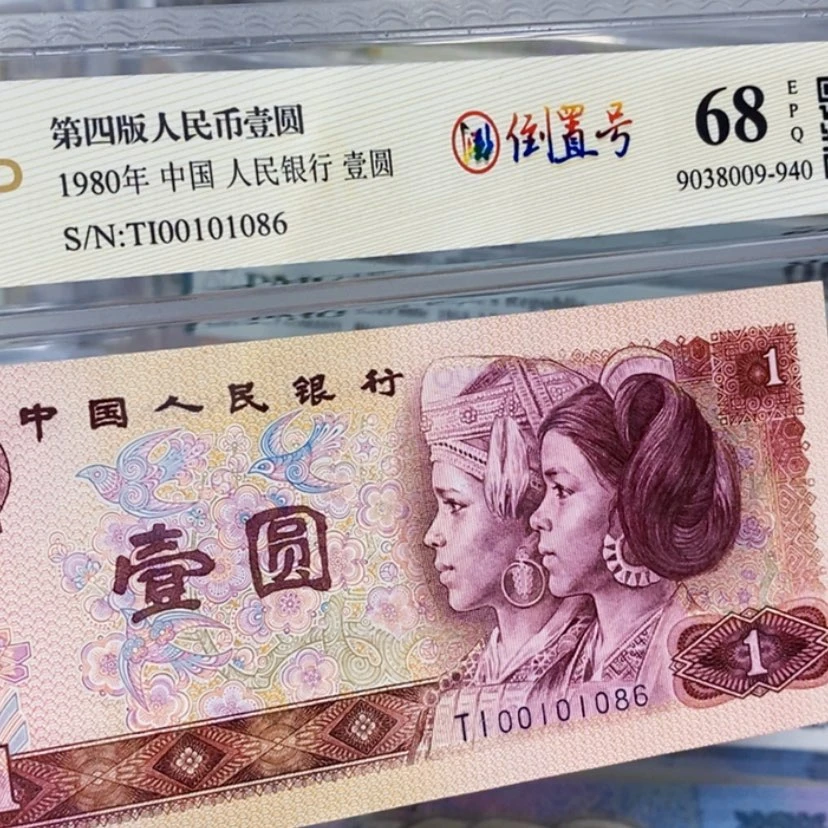 第四版人民币壹圆
1980年 中国 人民银行 壹圆
S/N:TI00101086
倒置号
68
EPQ
9038009-940
中国人民银行
1
壹圆
1
TI00101086